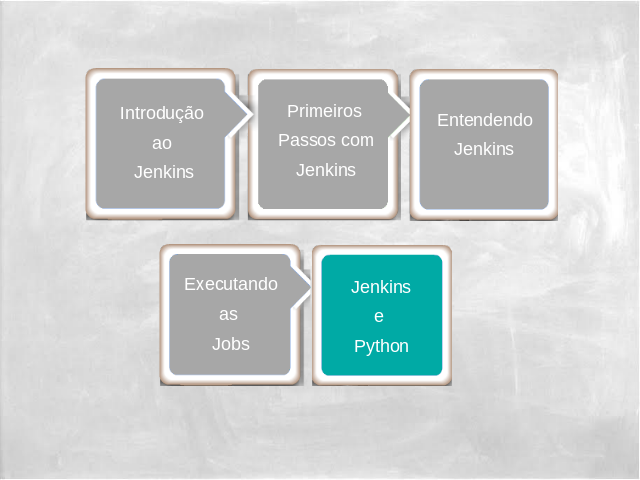 Introdução
ao
Jenkins
Primeiros
Passos com
Jenkins
Entendendo
Jenkins
Executando
as
Jobs
Jenkins
e
Python